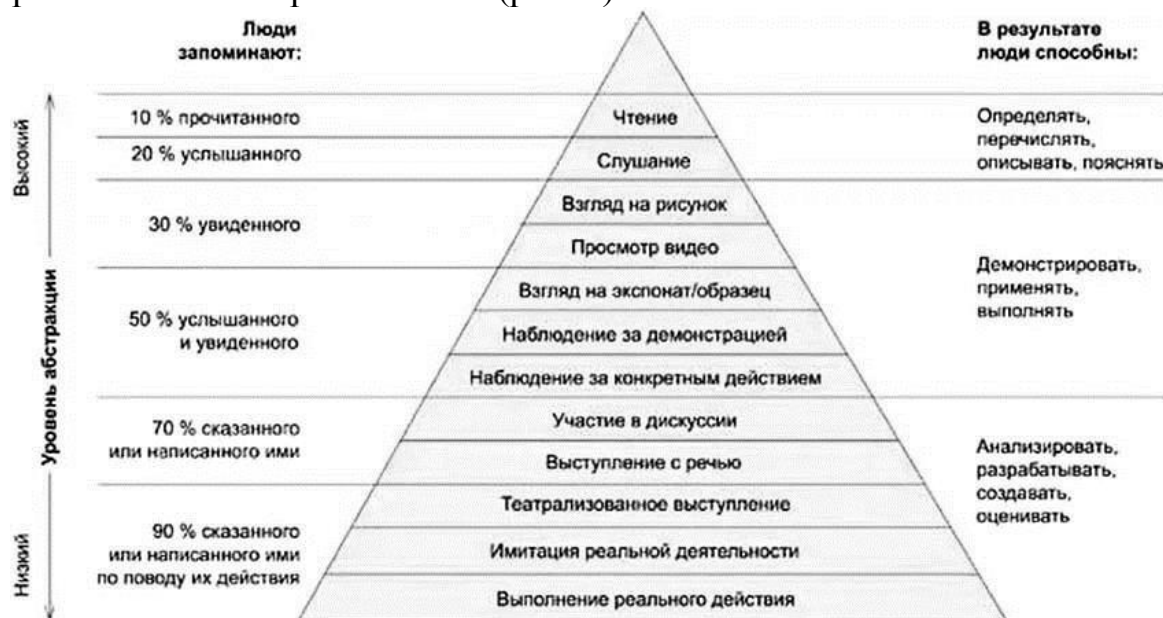 Люди
запоминают:
В результате
люди способны:
Высокий
Уровень абстракции
Низкий
10 % прочитанного
20 % услышанного
30 % увиденного
50 % услышанного
и увиденного
70 % сказанного
или написанного ими
90 % сказанного
или написанного ими
по поводу их действия
Чтение
Слушание
Взгляд на рисунок
Просмотр видео
Взгляд на экспонат/образец
Наблюдение за демонстрацией
Наблюдение за конкретным действием
Участие в дискуссии
Выступление с речью
Театрализованное выступление
Имитация реальной деятельности
Выполнение реального действия
Определять,
перечислять,
описывать, пояснять
Демонстрировать,
применять,
выполнять
Анализировать,
разрабатывать,
создавать,
оценивать